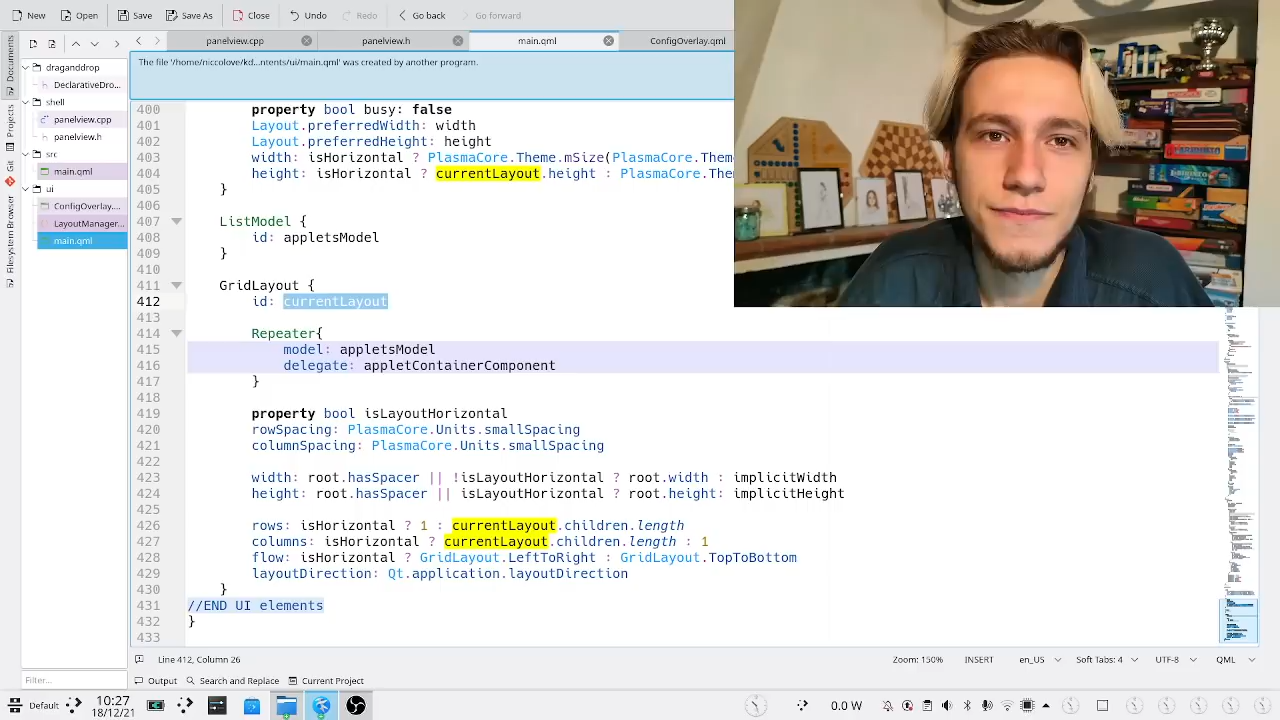 New
Open
Save
Save As
Close
Undo
Redo
Go back
Go forward
panelview.cpp
panelview.h
main.qml
ConfigOverlay.qml
The file '/home/niccolove/kd...ntents/ui/main.qml' was created by another program.
draganddrop
DeclarativeDro...
shell
panelview.cpp
panelview.h
main.qml
Projects
Filesystem Browser
400 property bool busy: false
401 Layout.preferredWidth: width
402 Layout.preferredHeight: height
403 width: isHorizontal ? Theme.mSize(PlasmaCore.Theme
404 height: isHorizontal ? currentLayout.height : PlasmaCore.Theme
405 }
406
407 ListModel {
408 id: appletsModel
409 }
410
411 GridLayout {
412 id: currentLayout
413
414 Repeater{
415 model: appletsModel
416 delegate: appletContainerComponent
417 }
418
419 property bool isLayoutHorizontal
420 rowSpacing: PlasmaCore.Units.smallSpacing
421 columnSpacing: PlasmaCore.Units.smallSpacing
422
423 width: root.hasSpacer || !isLayoutHorizontal ? root.width : implicitWidth
424 height: root.hasSpacer || isLayoutHorizontal ? root.height: implicitHeight
425
426 rows: isHorizontal ? 1 : currentLayout.children.length
427 columns: isHorizontal ? currentLayout.children.length : 1
428 flow: isHorizontal ? GridLayout.LeftToRight : GridLayout.TopToBottom
429 layoutDirection: Qt.application.layoutDirection
430 }
431 //END UI elements
432 }
433
Line 412, Column 26
Zoom: 150%
INSERT
en_US
Soft Tabs: 4
UTF-8
QML
Filter...
Output
Search and Replace
Current Project
Default
10:27
18/12/21
0.0 W